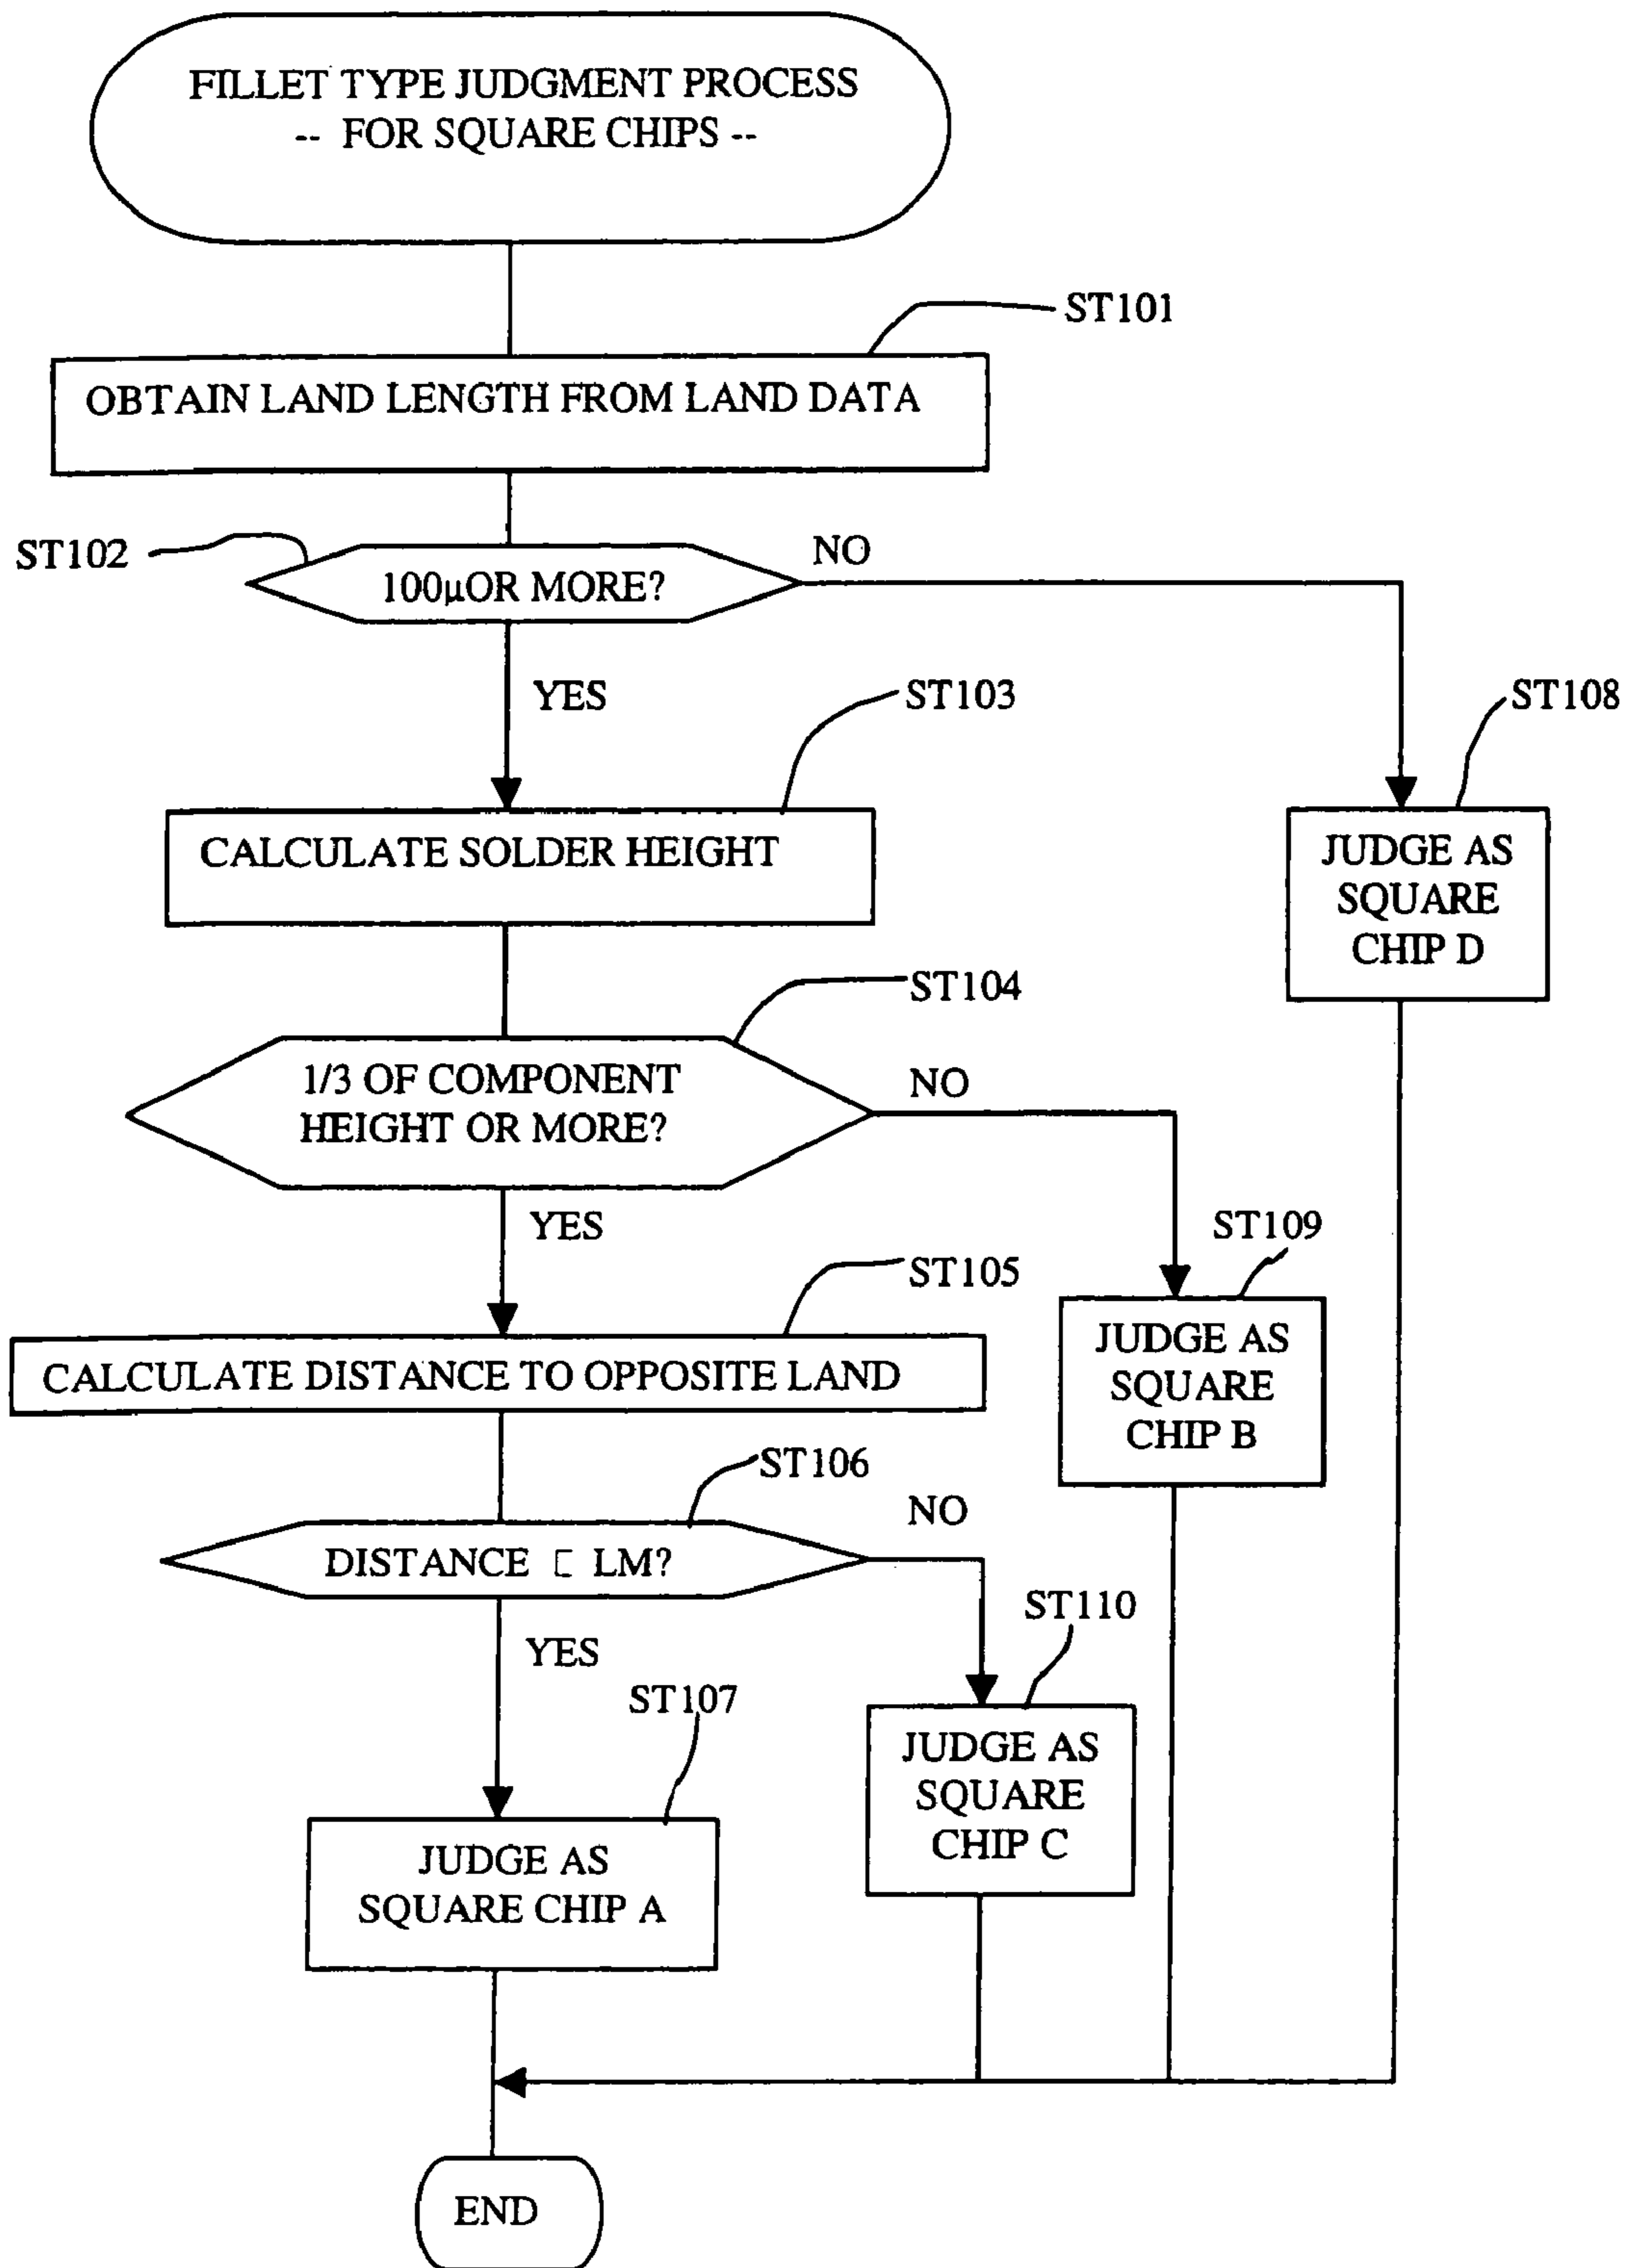 FILLET TYPE JUDGMENT PROCESS
-- FOR SQUARE CHIPS --
ST101
OBTAIN LAND LENGTH FROM LAND DATA
ST102
100μOR MORE?
NO
YES
ST103
ST108
CALCULATE SOLDER HEIGHT
JUDGE AS
SQUARE
CHIP D
ST104
1/3 OF COMPONENT
HEIGHT OR MORE?
NO
YES
ST109
ST105
JUDGE AS
SQUARE
CHIP B
CALCULATE DISTANCE TO OPPOSITE LAND
ST106
NO
DISTANCE LM?
ST110
YES
ST107
JUDGE AS
SQUARE
CHIP C
JUDGE AS
SQUARE CHIP A
END